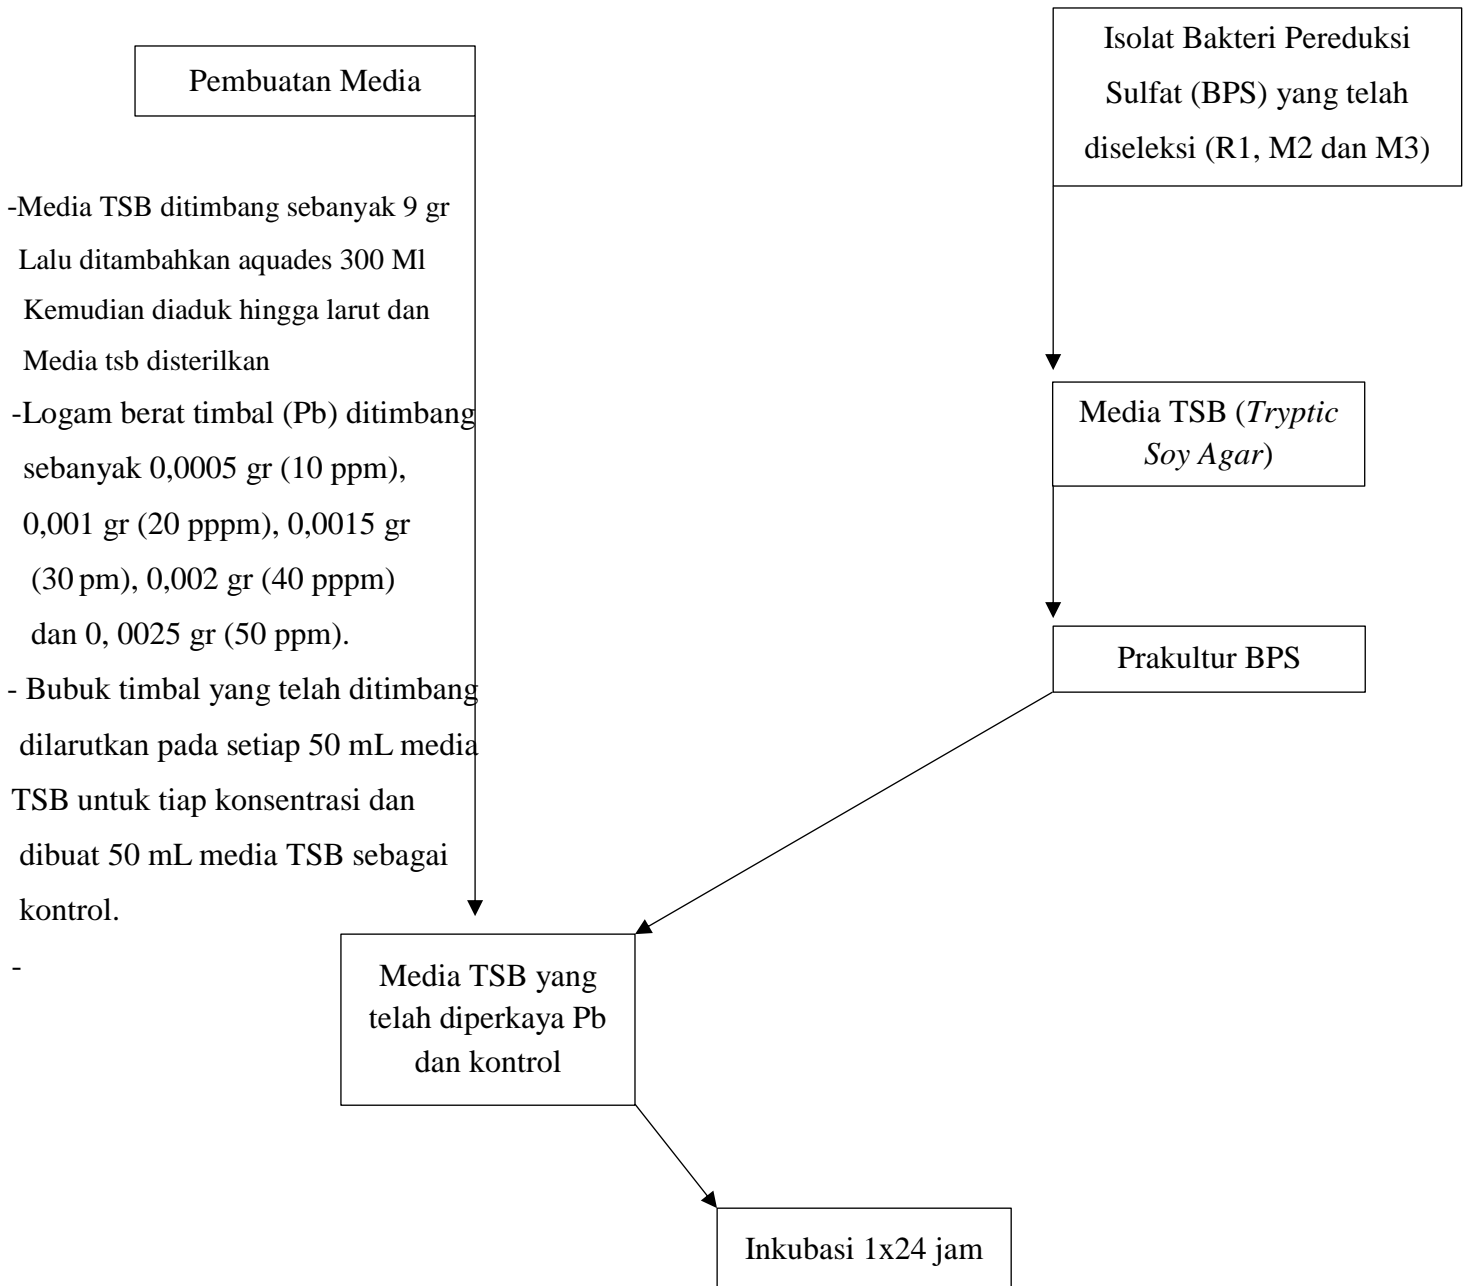 Pembuatan Media
-Media TSB ditimbang sebanyak 9 gr
Lalu ditambahkan aquades 300 Ml
Kemudian diaduk hingga larut dan
Media tsb disterilkan
-Logam berat timbal (Pb) ditimbang
sebanyak 0,0005 gr (10 ppm),
0,001 gr (20 pppm), 0,0015 gr
(30 pm), 0,002 gr (40 pppm)
dan 0, 0025 gr (50 ppm).
- Bubuk timbal yang telah ditimbang
dilarutkan pada setiap 50 mL media
TSB untuk tiap konsentrasi dan
dibuat 50 mL media TSB sebagai
kontrol.
-
Isolat Bakteri Pereduksi
Sulfat (BPS) yang telah
diseleksi (R1, M2 dan M3)
Media TSB (Tryptic
Soy Agar)
Prakultur BPS
Media TSB yang
telah diperkaya Pb
dan kontrol
Inkubasi 1x24 jam